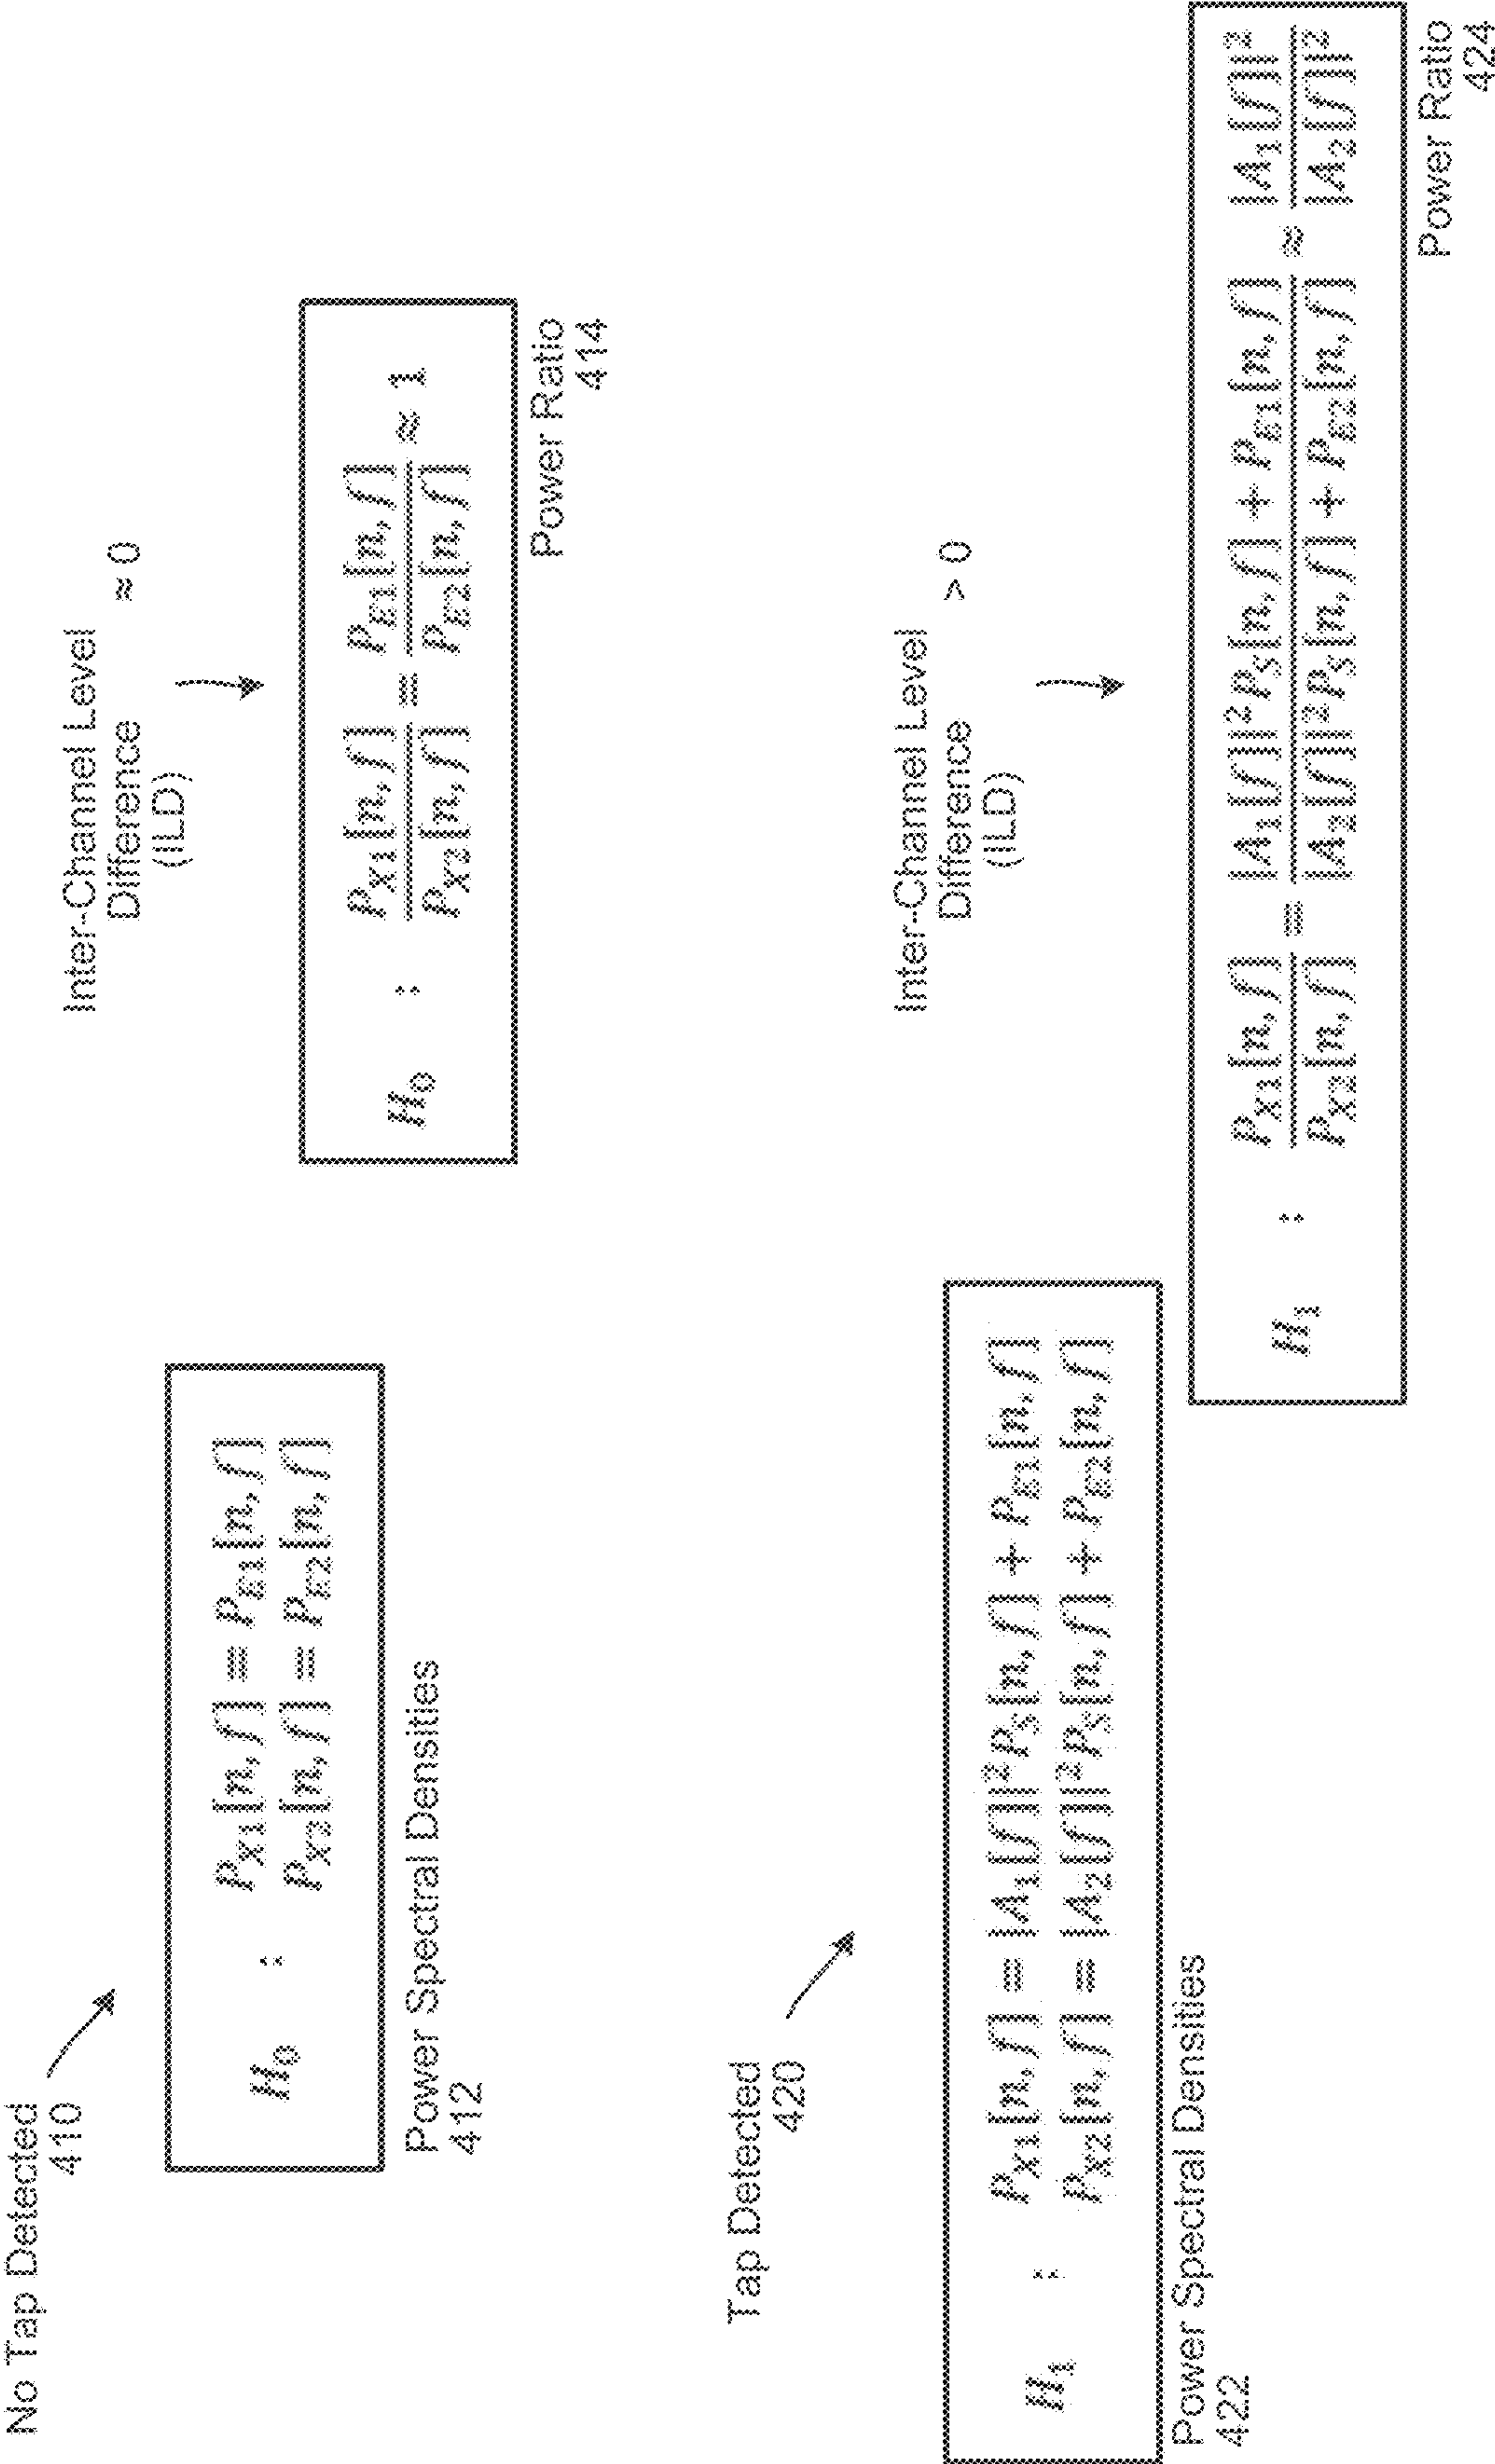 No Tap Detected
410
H₀ : P_X1[n, f] = P_E1[n, f]
P_X2[n, f] = P_E2[n, f]
Power Spectral Densities
412
Inter-Channel Level
Difference ≈ 0
(ILD)
H₀ : P_X1[n, f] / P_X2[n, f] = P_E1[n, f] / P_E2[n, f] ≈ 1
Power Ratio
414
Tap Detected
420
H₁ : P_X1[n, f] = |A₁[f]|² P_S[n, f] + P_E1[n, f]
P_X2[n, f] = |A₂[f]|² P_S[n, f] + P_E2[n, f]
Power Spectral Densities
422
Inter-Channel Level
Difference > 0
(ILD)
H₁ : P_X1[n, f] / P_X2[n, f] = |A₁[f]|² P_S[n, f] + P_E1[n, f] / |A₂[f]|² P_S[n, f] + P_E2[n, f] ≈ |A₁[f]|² / |A₂[f]|²
Power Ratio
424